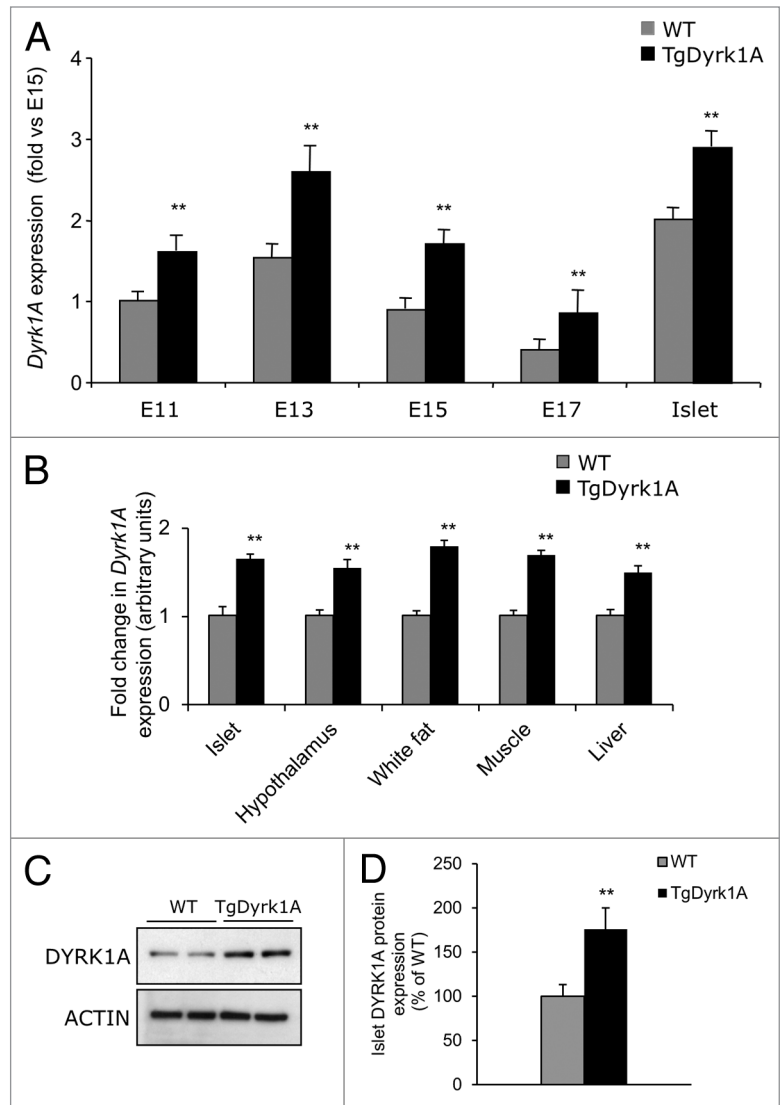 A
WT
TgDyrk1A
Dyrk1A expression (fold vs E15)
4
3
2
1
0
**
**
**
**
**
E11
E13
E15
E17
Islet
B
WT
TgDyrk1A
Fold change in Dyrk1A
expression (arbitrary units)
2
1
0
**
**
**
**
**
Islet
Hypothalamus
White fat
Muscle
Liver
C
WT TgDyrk1A
DYRK1A
ACTIN
D
WT
TgDyrk1A
Islet DYRK1A protein
expression
(% of WT)
250
200
150
100
50
0
**